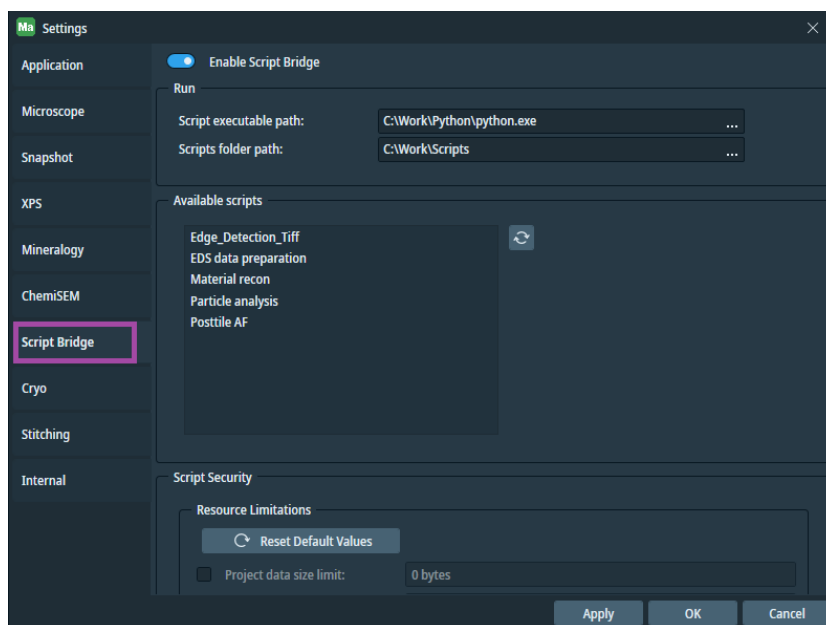 Ma Settings
Application
Microscope
Snapshot
XPS
Mineralogy
ChemiSEM
Script Bridge
Cryo
Stitching
Internal
Enable Script Bridge
Run
Script executable path: C:\Work\Python\python.exe ...
Scripts folder path: C:\Work\Scripts ...
Available scripts
Edge_Detection_Tiff
EDS data preparation
Material recon
Particle analysis
Posttile AF
Script Security
Resource Limitations
Reset Default Values
Project data size limit: 0 bytes
Apply OK Cancel